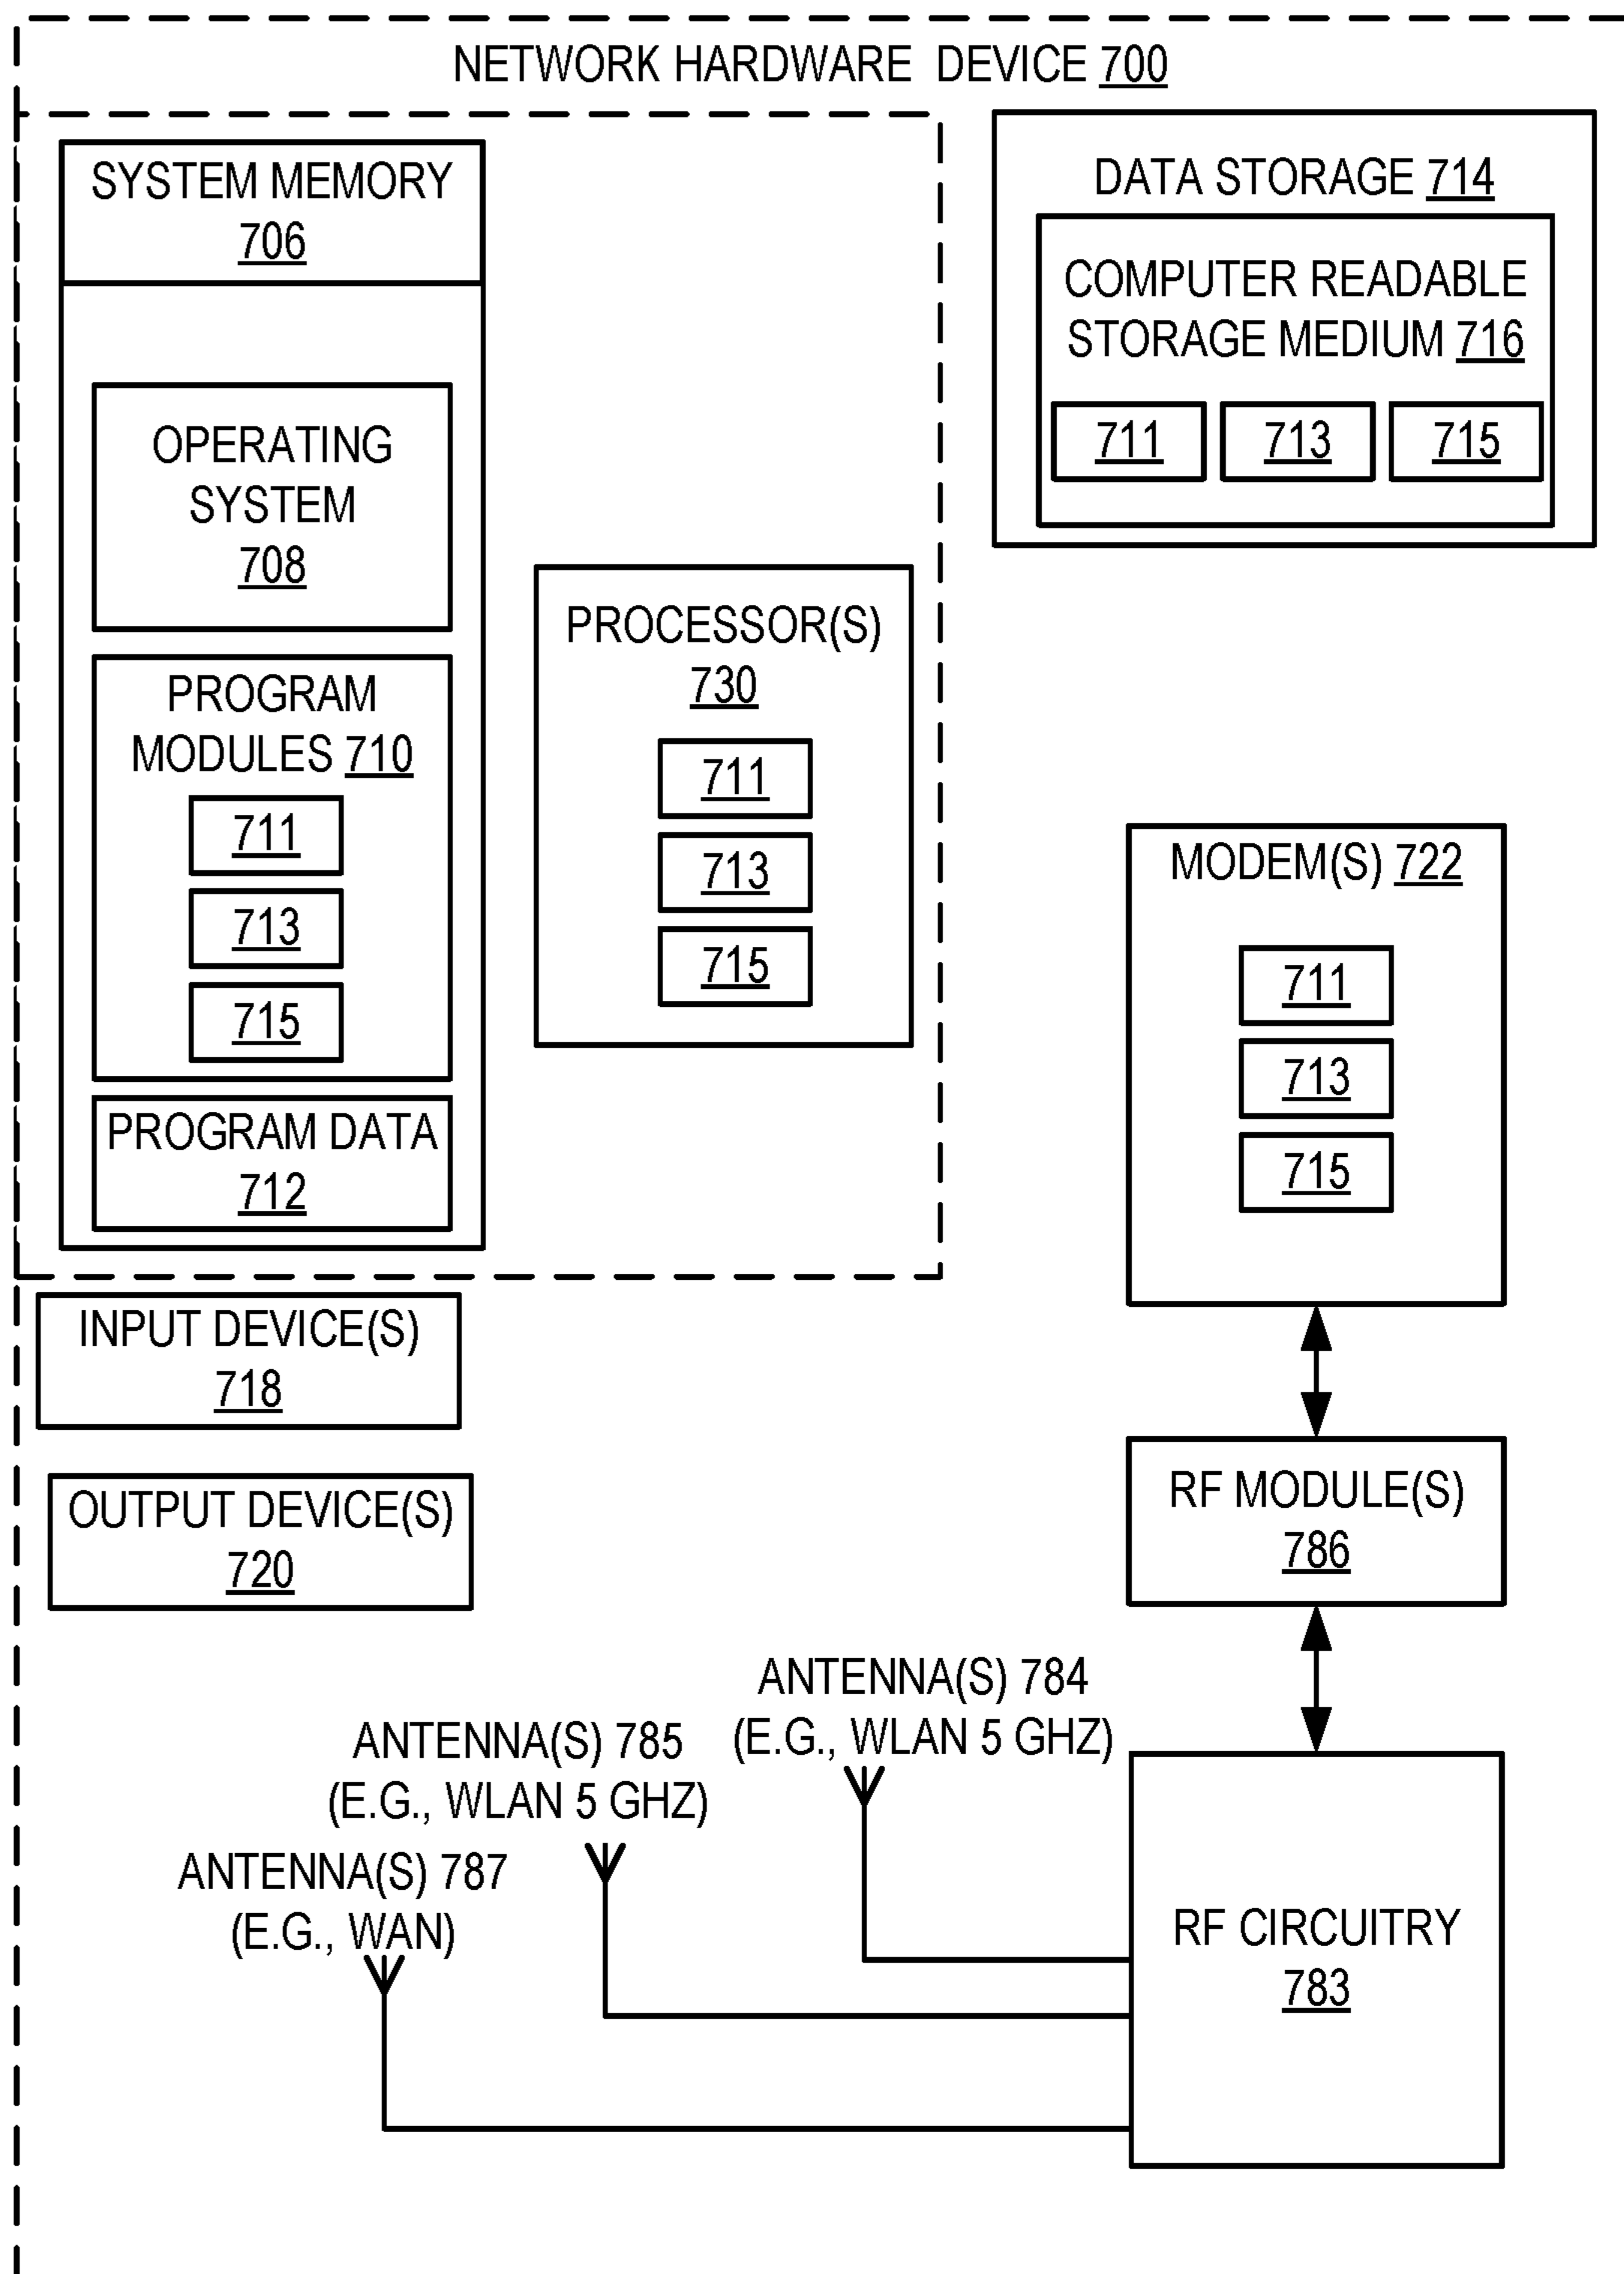 NETWORK HARDWARE DEVICE 700
SYSTEM MEMORY
706
OPERATING
SYSTEM
708
PROGRAM
MODULES 710
711
713
715
PROGRAM DATA
712
PROCESSOR(S)
730
711
713
715
DATA STORAGE 714
COMPUTER READABLE
STORAGE MEDIUM 716
711 713 715
MODEM(S) 722
711
713
715
INPUT DEVICE(S)
718
OUTPUT DEVICE(S)
720
RF MODULE(S)
786
ANTENNA(S) 784
(E.G., WLAN 5 GHZ)
ANTENNA(S) 785
(E.G., WLAN 5 GHZ)
ANTENNA(S) 787
(E.G., WAN)
RF CIRCUITRY
783